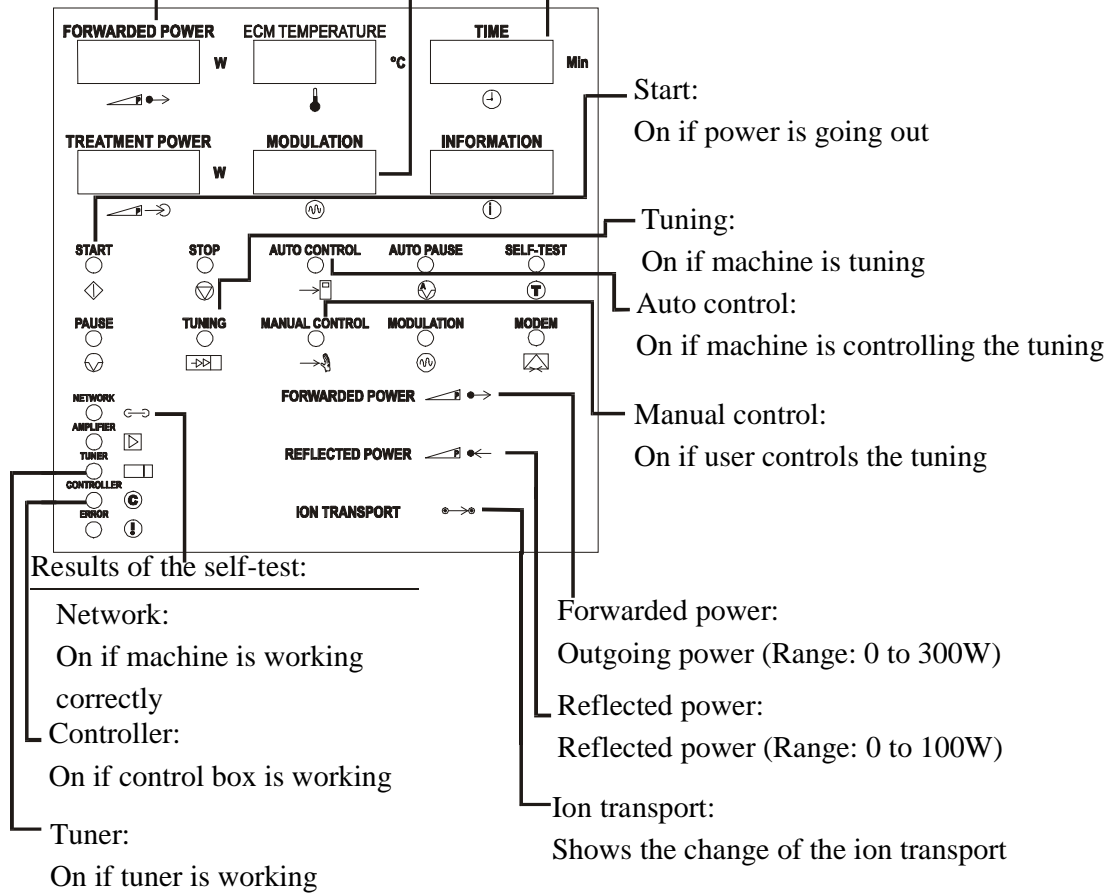 FORWARDED POWER ECM TEMPERATURE TIME
W °C Min
P
TREATMENT POWER MODULATION INFORMATION
W
P i
START STOP AUTO CONTROL AUTO PAUSE SELF-TEST
A T
PAUSE TUNING MANUAL CONTROL MODULATION MODEM
NETWORK
AMPLIFIER
TUNER
CONTROLLER
C
ERROR
!
FORWARDED POWER P
REFLECTED POWER P
ION TRANSPORT
Start:
On if power is going out
Tuning:
On if machine is tuning
Auto control:
On if machine is controlling the tuning
Manual control:
On if user controls the tuning
Results of the self-test:
Network:
On if machine is working
correctly
Controller:
On if control box is working
Tuner:
On if tuner is working
Forwarded power:
Outgoing power (Range: 0 to 300W)
Reflected power:
Reflected power (Range: 0 to 100W)
Ion transport:
Shows the change of the ion transport